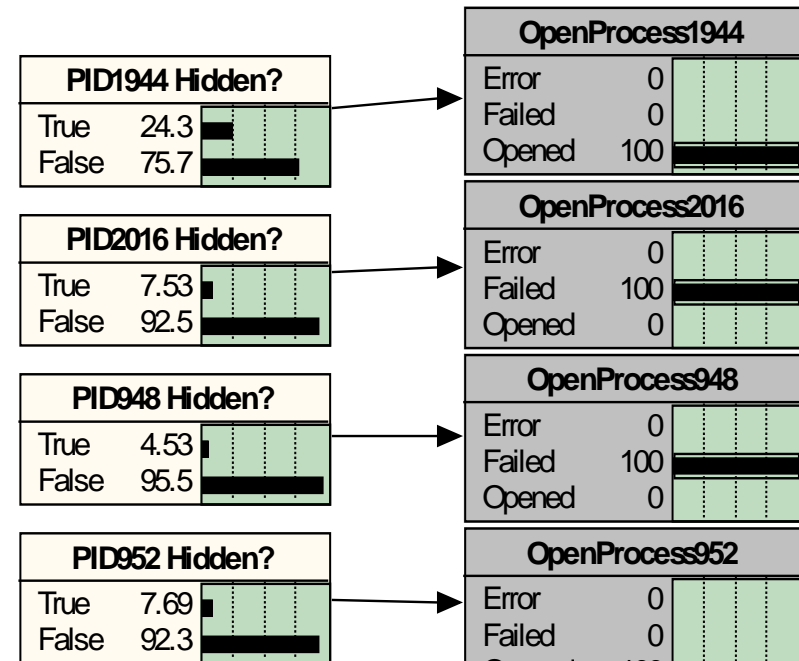 PID1944 Hidden?
True 24.3
False 75.7
OpenProcess1944
Error 0
Failed 0
Opened 100
PID2016 Hidden?
True 7.53
False 92.5
OpenProcess2016
Error 0
Failed 100
Opened 0
PID948 Hidden?
True 4.53
False 95.5
OpenProcess948
Error 0
Failed 100
Opened 0
PID952 Hidden?
True 7.69
False 92.3
OpenProcess952
Error 0
Failed 0